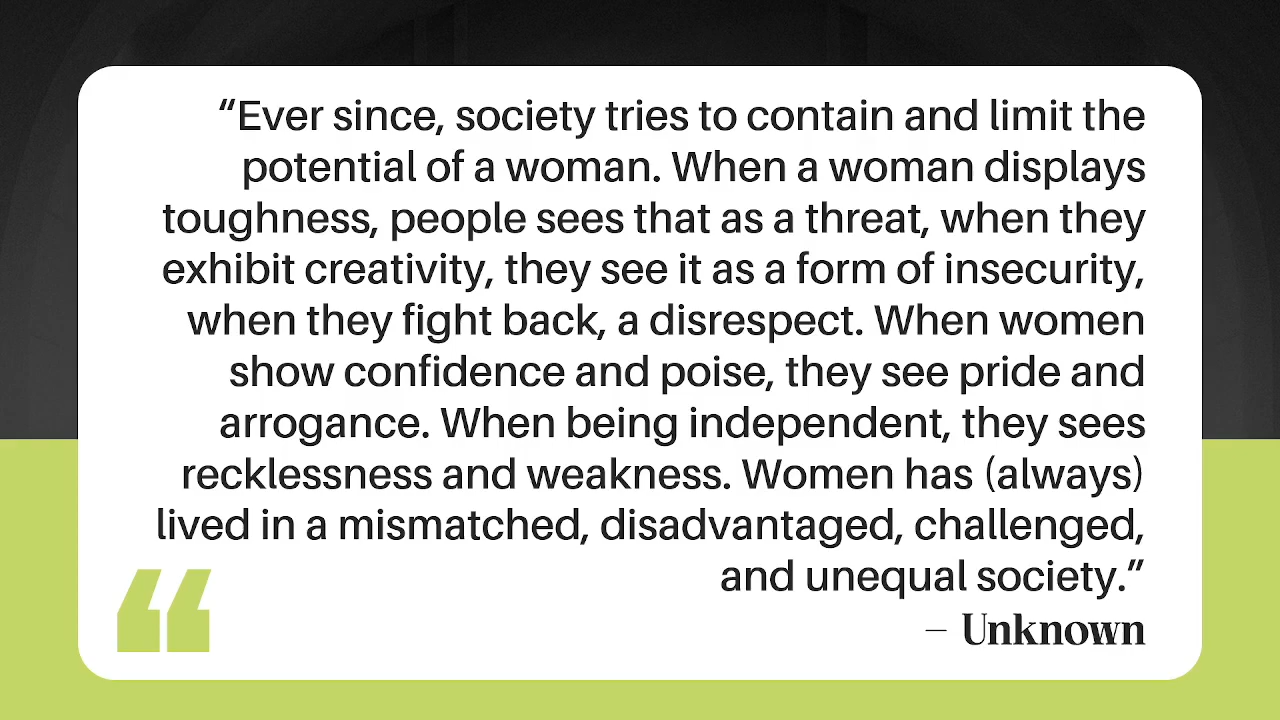 “Ever since, society tries to contain and limit the
potential of a woman. When a woman displays
toughness, people sees that as a threat, when they
exhibit creativity, they see it as a form of insecurity,
when they fight back, a disrespect. When women
show confidence and poise, they see pride and
arrogance. When being independent, they sees
recklessness and weakness. Women has (always)
lived in a mismatched, disadvantaged, challenged,
and unequal society.”
– Unknown